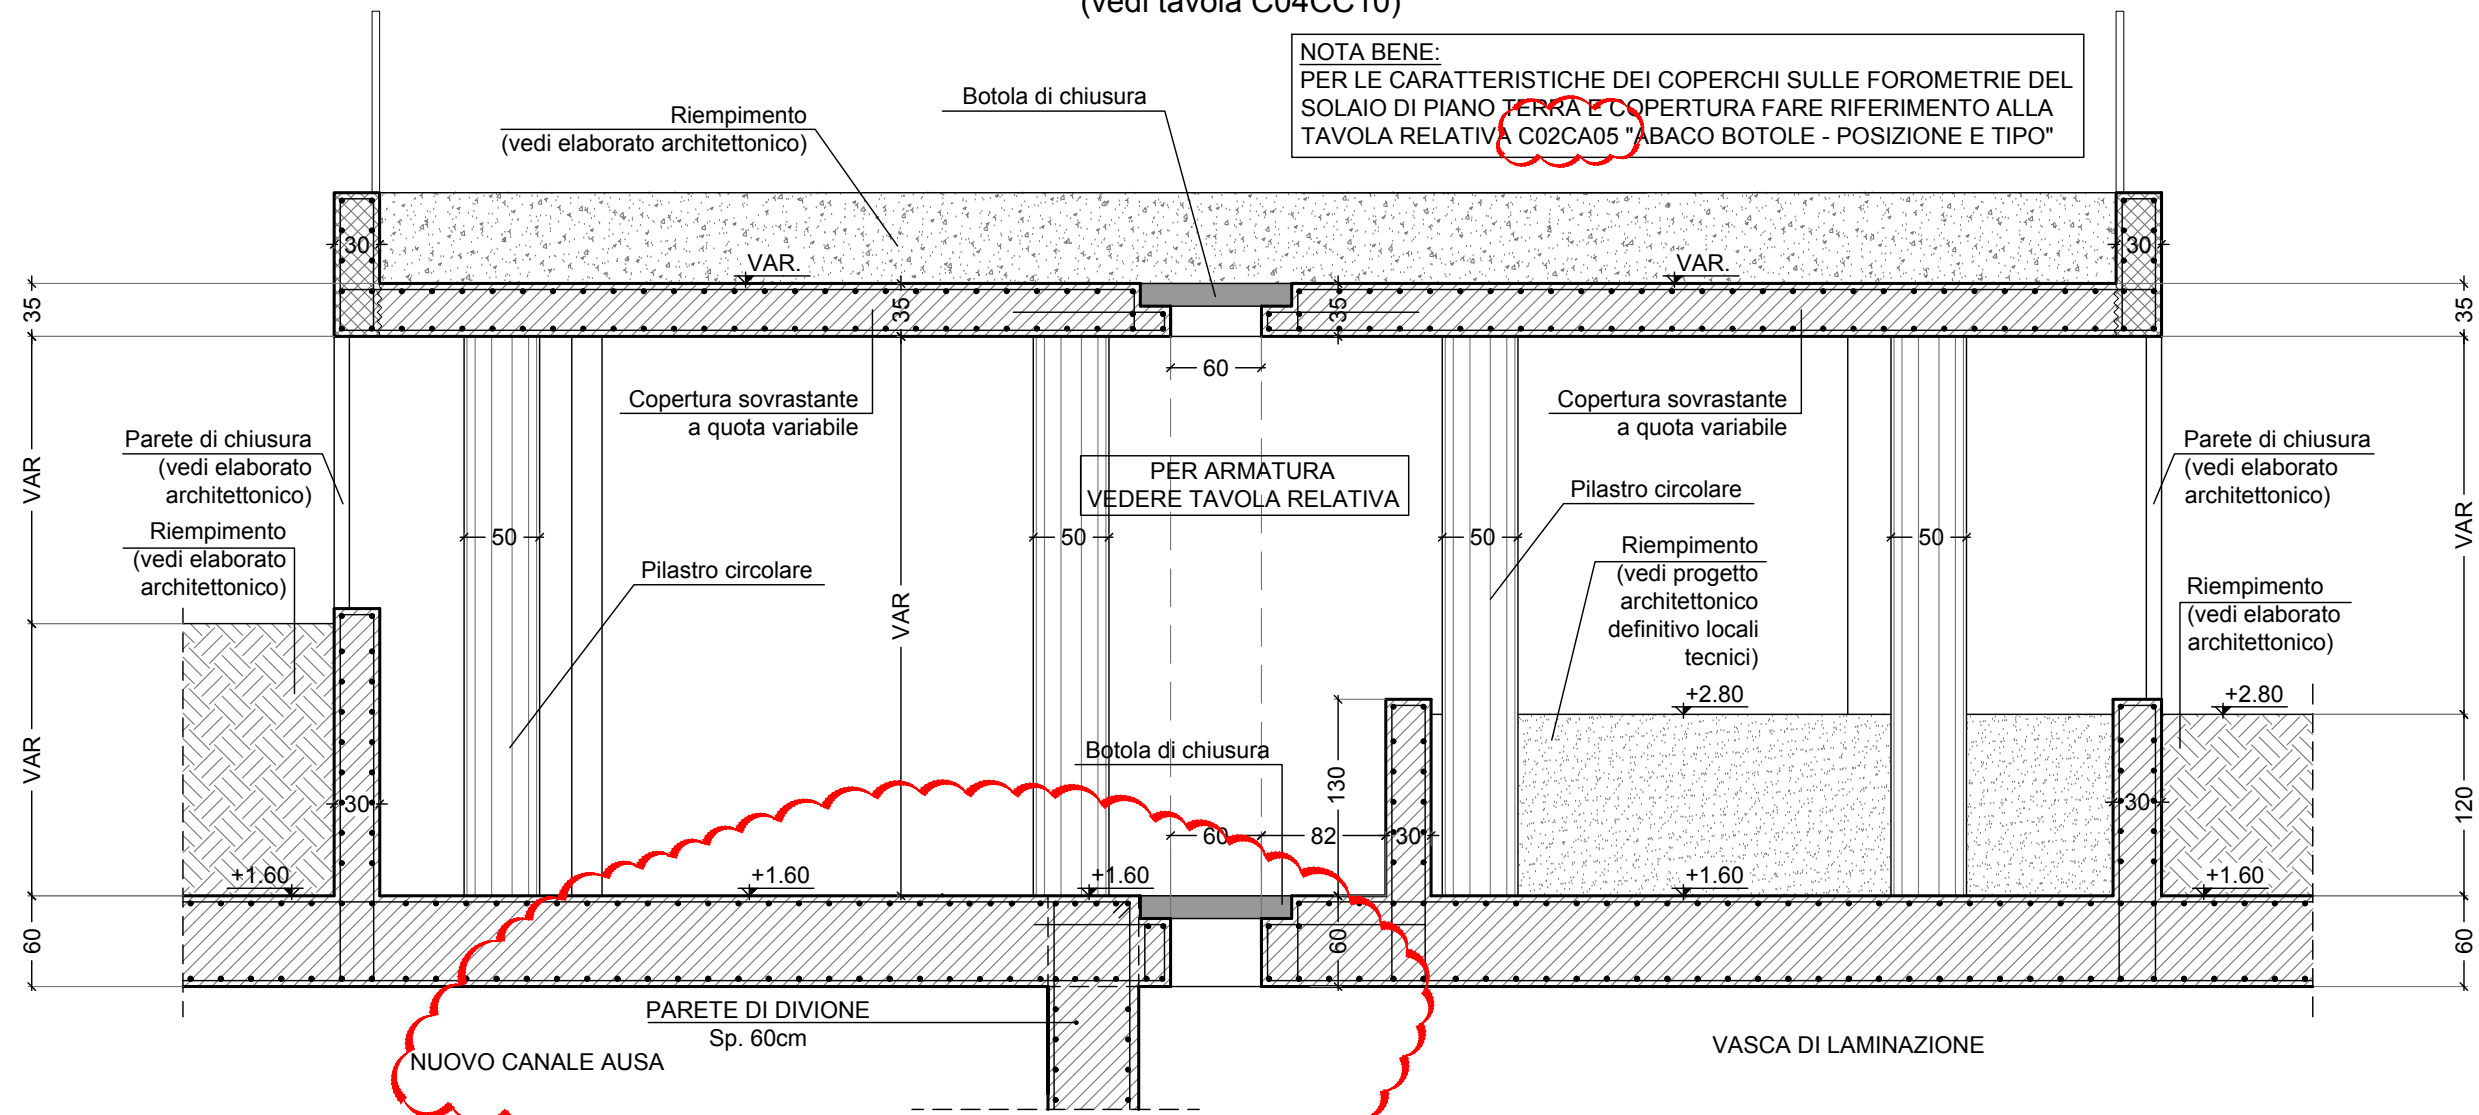 (vedi tavola C04CC10)
NOTA BENE:
PER LE CARATTERISTICHE DEI COPERCHI SULLE FOROMETRIE DEL
SOLAIO DI PIANO TERRA E COPERTURA FARE RIFERIMENTO ALLA
TAVOLA RELATIVA C02CA05 "ABACO BOTOLE - POSIZIONE E TIPO"
Botola di chiusura
Riempimento
(vedi elaborato architettonico)
30
30
VAR.
VAR.
35
35
35
35
60
Copertura sovrastante
a quota variabile
Copertura sovrastante
a quota variabile
Parete di chiusura
(vedi elaborato
architettonico)
Parete di chiusura
(vedi elaborato
architettonico)
VAR
PER ARMATURA
VEDERE TAVOLA RELATIVA
Pilastro circolare
VAR
Riempimento
(vedi elaborato
architettonico)
50
50
50
50
Pilastro circolare
Riempimento
(vedi progetto
architettonico
definitivo locali
tecnici)
Riempimento
(vedi elaborato
architettonico)
VAR
+2.80
+2.80
VAR
Botola di chiusura
130
30
30
120
60
82
30
+1.60
+1.60
+1.60
+1.60
+1.60
60
60
60
PARETE DI DIVIONE
Sp. 60cm
NUOVO CANALE AUSA
VASCA DI LAMINAZIONE